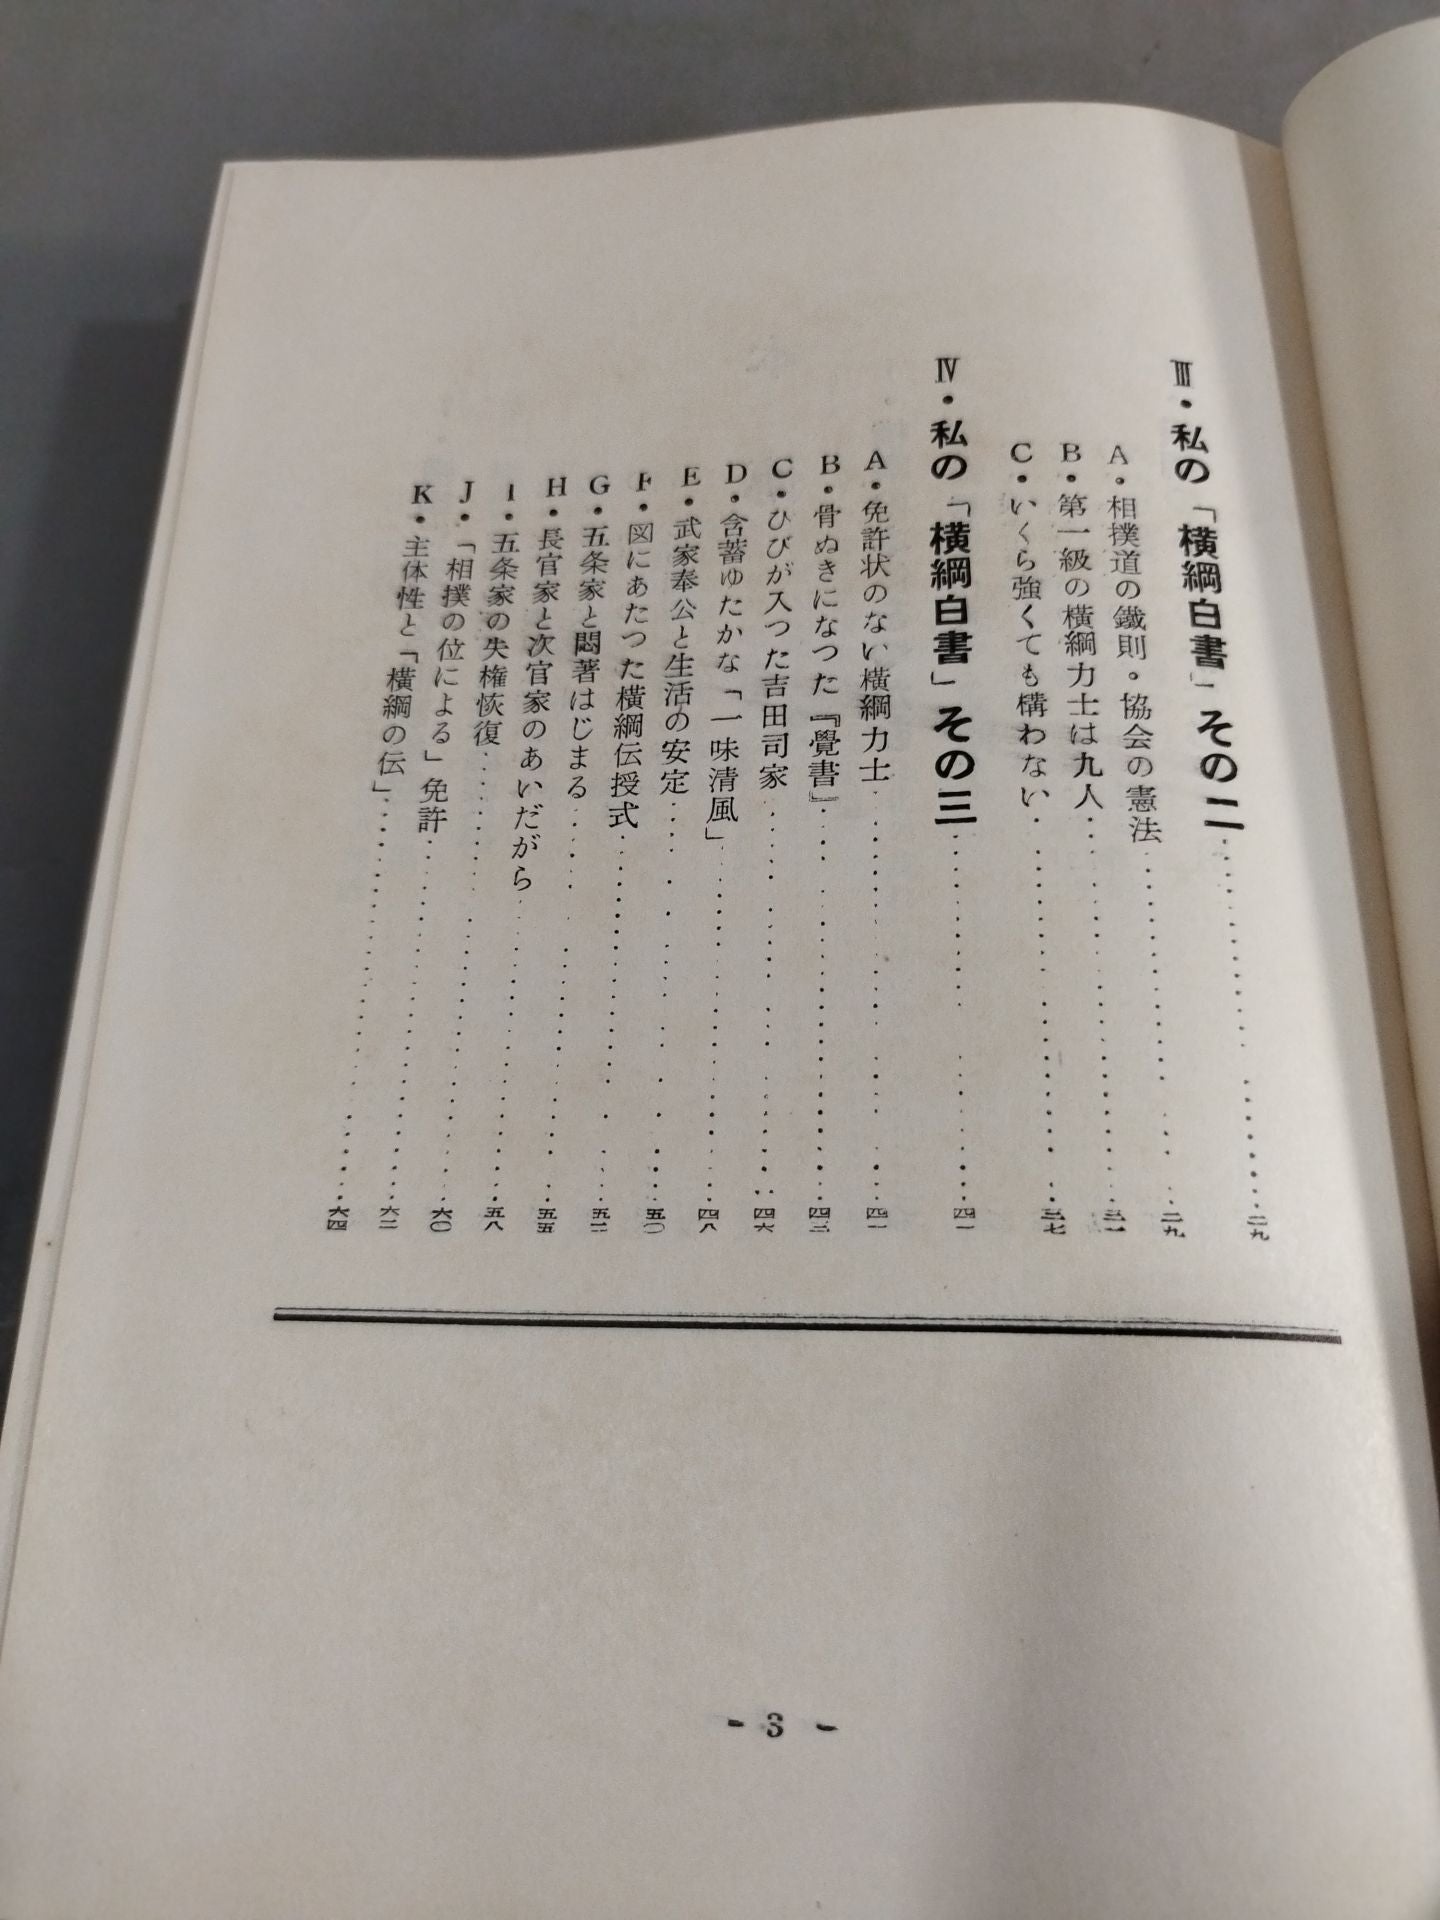 Ⅲ・私の「横綱白書」その二……二九
A・相撲道の鐵則・協会の憲法……二九
B・第一級の横綱力士は九人……三一
C・いくら強くても構わない……三七
Ⅳ・私の「横綱白書」その三……四一
A・免許状のない横綱力士……四一
B・骨ぬきになつた『覺書』……四三
C・ひびが入つた吉田司家……四六
D・含蓄ゆたかな「一味清風」……四八
E・武家奉公と生活の安定……五〇
F・図にあたつた横綱伝授式……五二
G・五条家と悶著はじまる……五五
H・長官家と次官家のあいだがら……五八
I・五条家の失権恢復……六〇
J・「相撲の位による」免許……六二
K・主体性と「横綱の伝」……六四
- 3 -